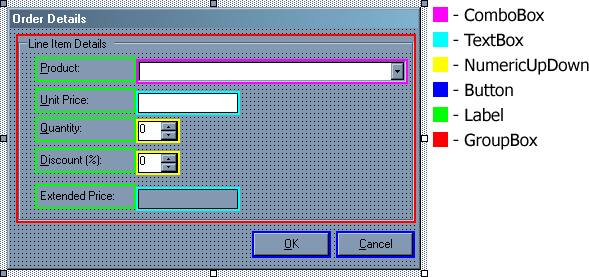 Order Details
Line Item Details
Product:
Unit Price:
Quantity:
0
Discount (%):
0
Extended Price:
OK
Cancel
- ComboBox
- TextBox
- NumericUpDown
- Button
- Label
- GroupBox